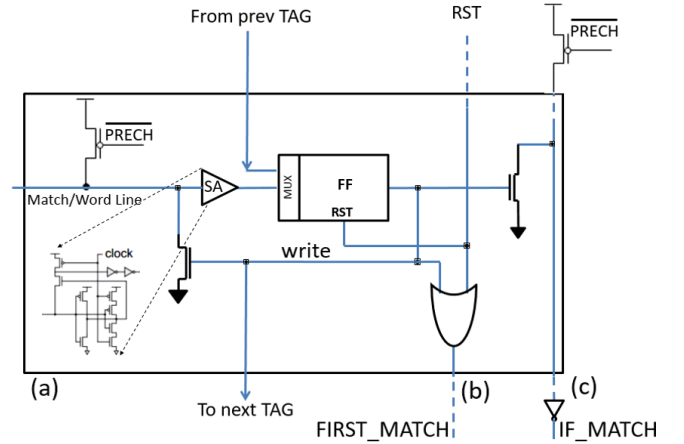 From prev TAG
RST
PRECH
PRECH
SA
MUX
FF
RST
Match/Word Line
clock
write
(a)
(b)
(c)
To next TAG
FIRST_MATCH
IF_MATCH